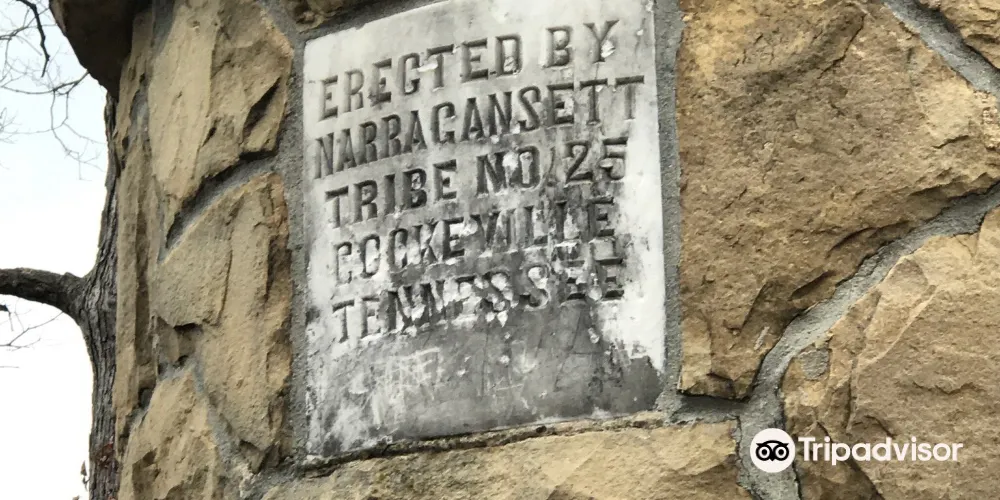 ERECTED BY
NARRAGANSETT
TRIBE NO. 25
COOKEVILLE
TENNESSEE
Tripadvisor